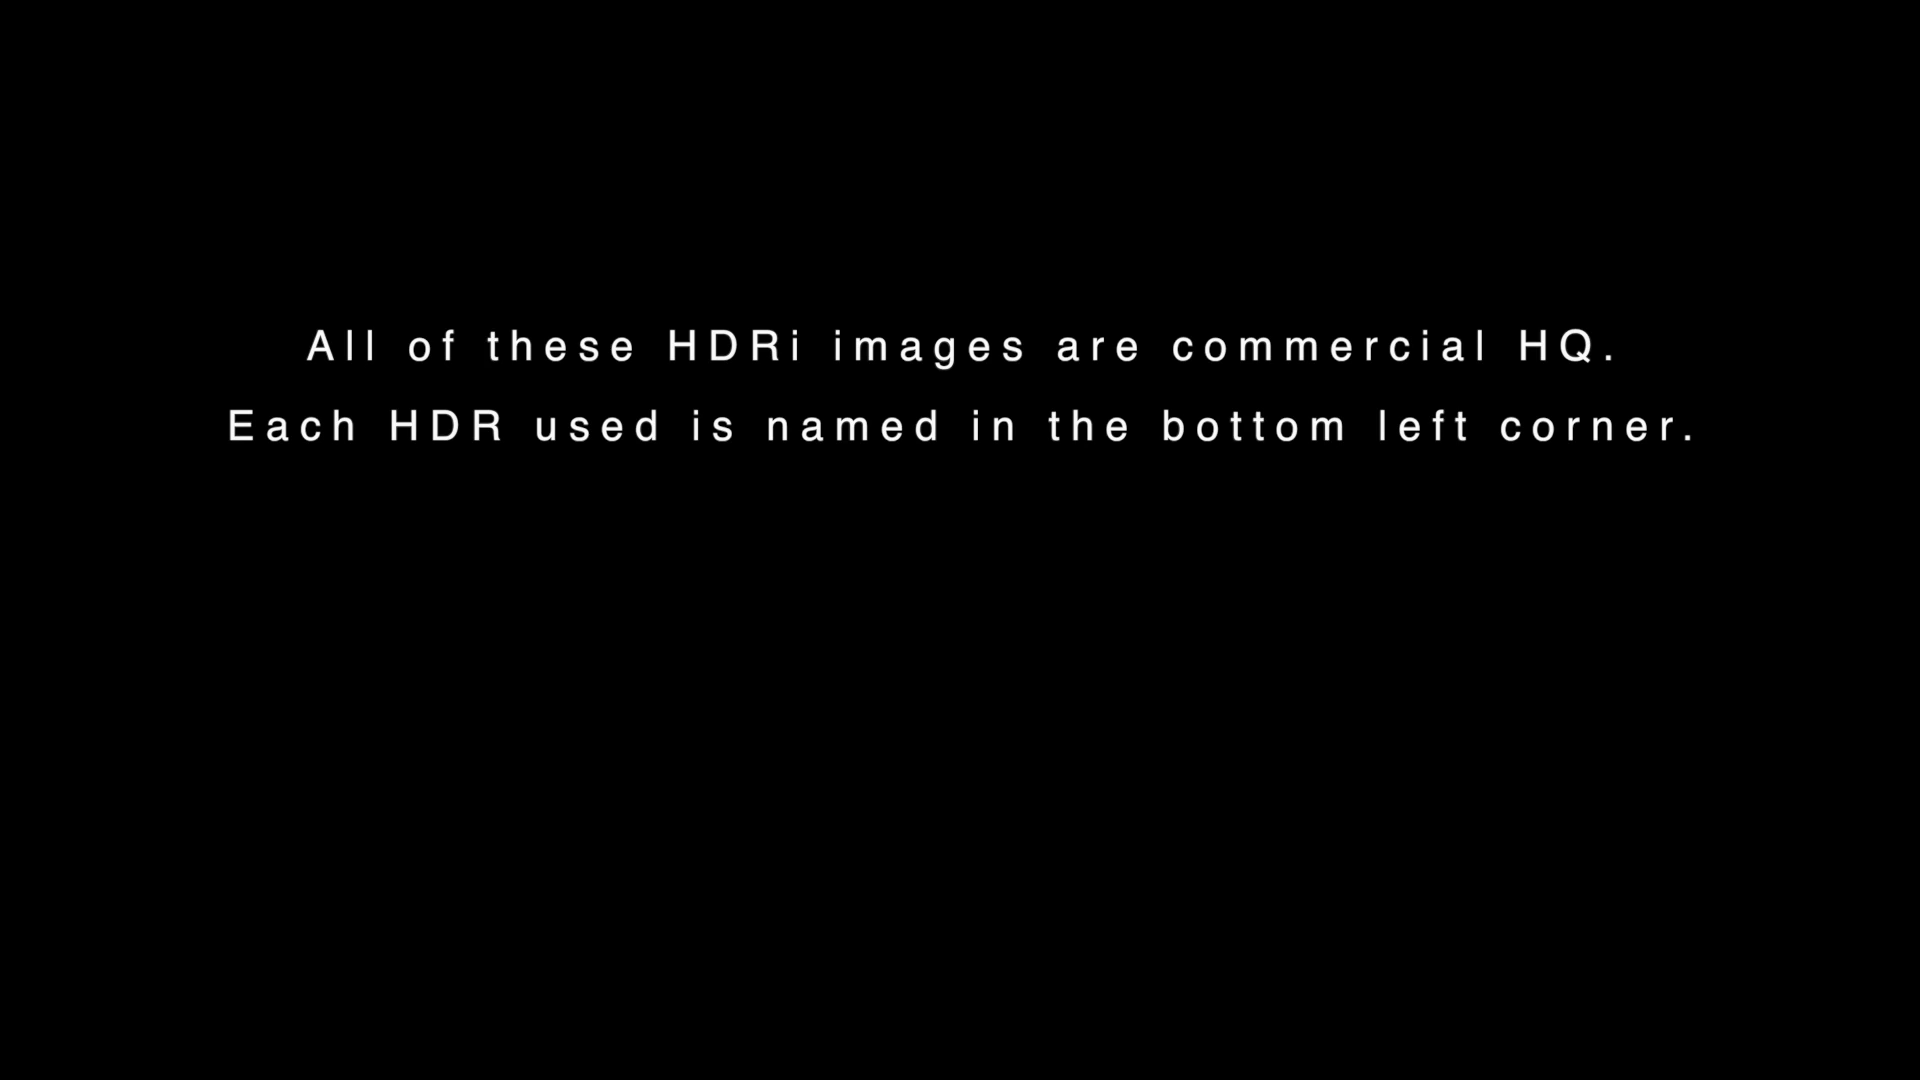 All of these HDRi images are commercial HQ.
Each HDR used is named in the bottom left corner.